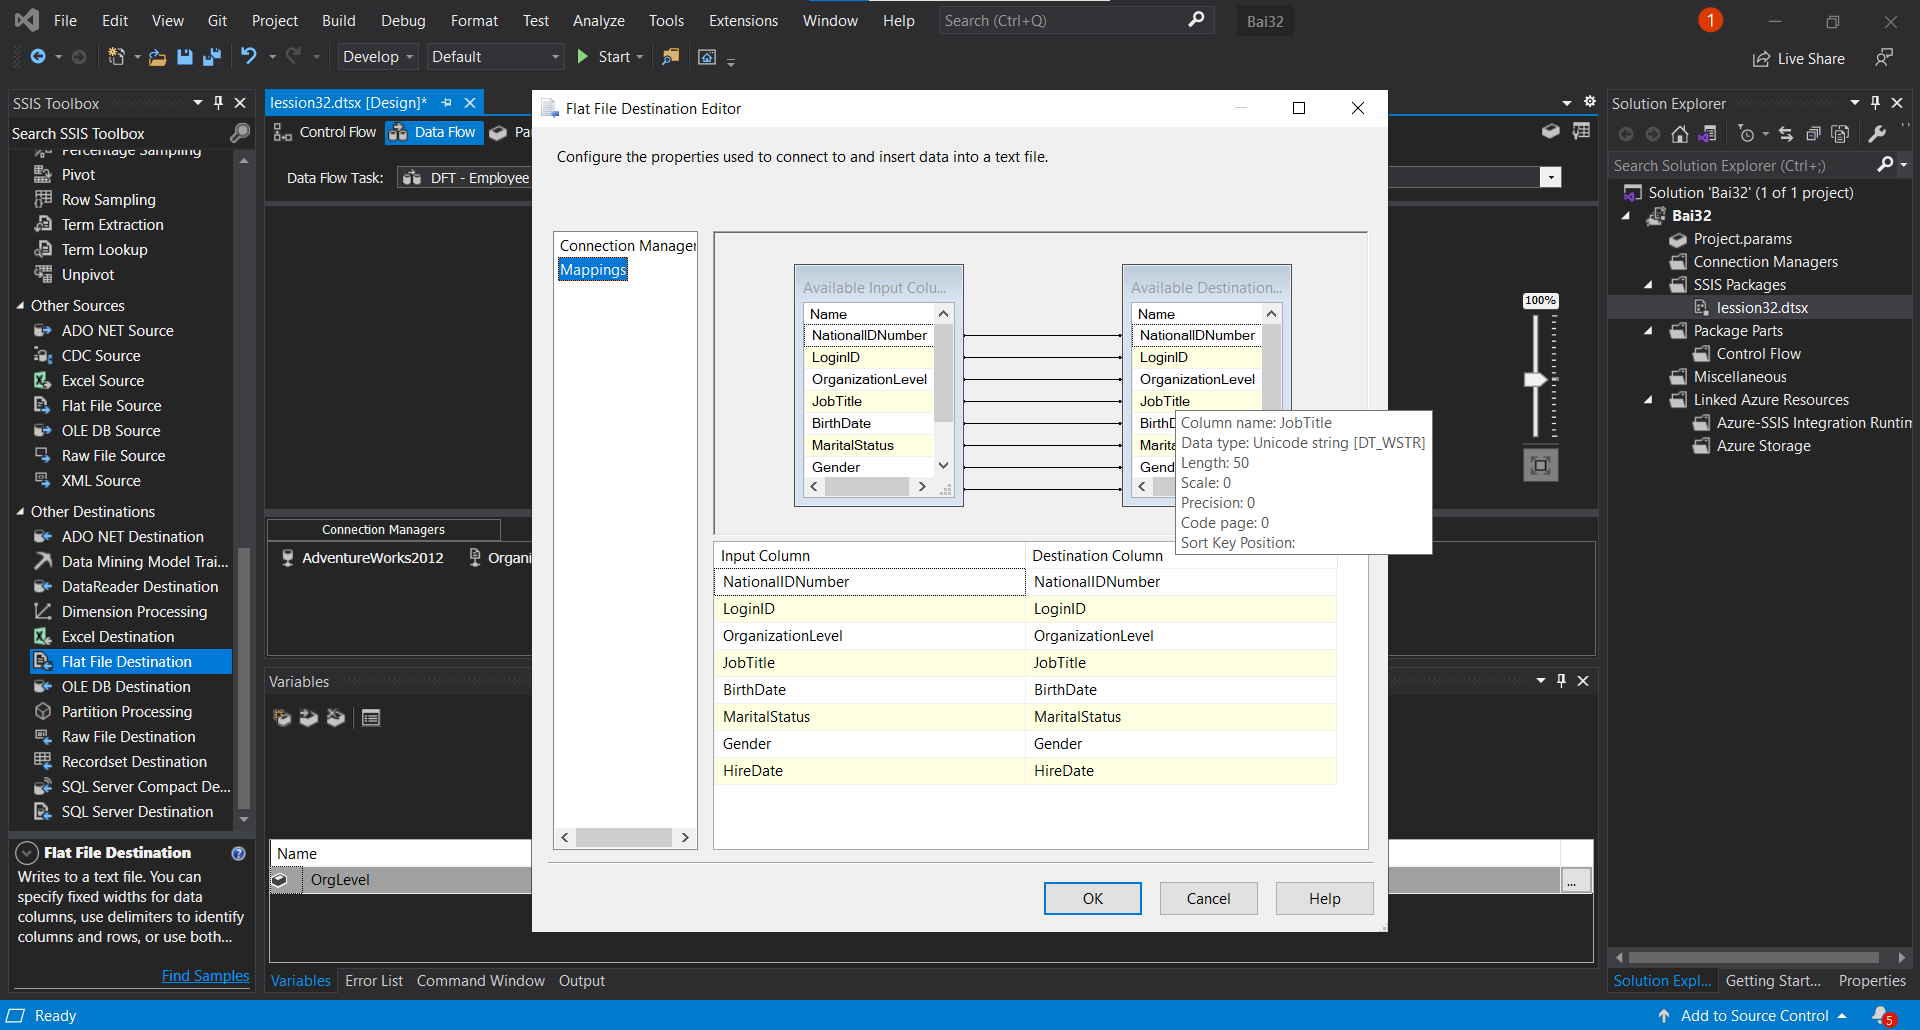 File Edit View Git Project Build Debug Format Test Analyze Tools Extensions Window Help Search (Ctrl+Q) Bai32 1
Develop Default Start Live Share
SSIS Toolbox
Search SSIS Toolbox
Percentage Sampling
Pivot
Row Sampling
Term Extraction
Term Lookup
Unpivot
Other Sources
ADO NET Source
CDC Source
Excel Source
Flat File Source
OLE DB Source
Raw File Source
XML Source
Other Destinations
ADO NET Destination
Data Mining Model Trai...
DataReader Destination
Dimension Processing
Excel Destination
Flat File Destination
OLE DB Destination
Partition Processing
Raw File Destination
Recordset Destination
SQL Server Compact De...
SQL Server Destination
Flat File Destination
Writes to a text file. You can
specify fixed widths for data
columns, use delimiters to identify
columns and rows, or use both...
Find Samples
lession32.dtsx [Design]*
Control Flow Data Flow Pa
Data Flow Task: DFT - Employee
100%
Connection Managers
AdventureWorks2012 Organi
Variables
Name
OrgLevel
...
Variables Error List Command Window Output
Flat File Destination Editor
Configure the properties used to connect to and insert data into a text file.
Connection Manager
Mappings
Available Input Colu...
Name
NationalIDNumber
LoginID
OrganizationLevel
JobTitle
BirthDate
MaritalStatus
Gender
Available Destination...
Name
NationalIDNumber
LoginID
OrganizationLevel
JobTitle
BirthD
Marita
Gend
Column name: JobTitle
Data type: Unicode string [DT_WSTR]
Length: 50
Scale: 0
Precision: 0
Code page: 0
Sort Key Position:
Input Column Destination Column
NationalIDNumber NationalIDNumber
LoginID LoginID
OrganizationLevel OrganizationLevel
JobTitle JobTitle
BirthDate BirthDate
MaritalStatus MaritalStatus
Gender Gender
HireDate HireDate
OK Cancel Help
Solution Explorer
Search Solution Explorer (Ctrl+;)
Solution 'Bai32' (1 of 1 project)
Bai32
Project.params
Connection Managers
SSIS Packages
lession32.dtsx
Package Parts
Control Flow
Miscellaneous
Linked Azure Resources
Azure-SSIS Integration Runtim
Azure Storage
Solution Expl... Getting Start... Properties
Ready Add to Source Control 5